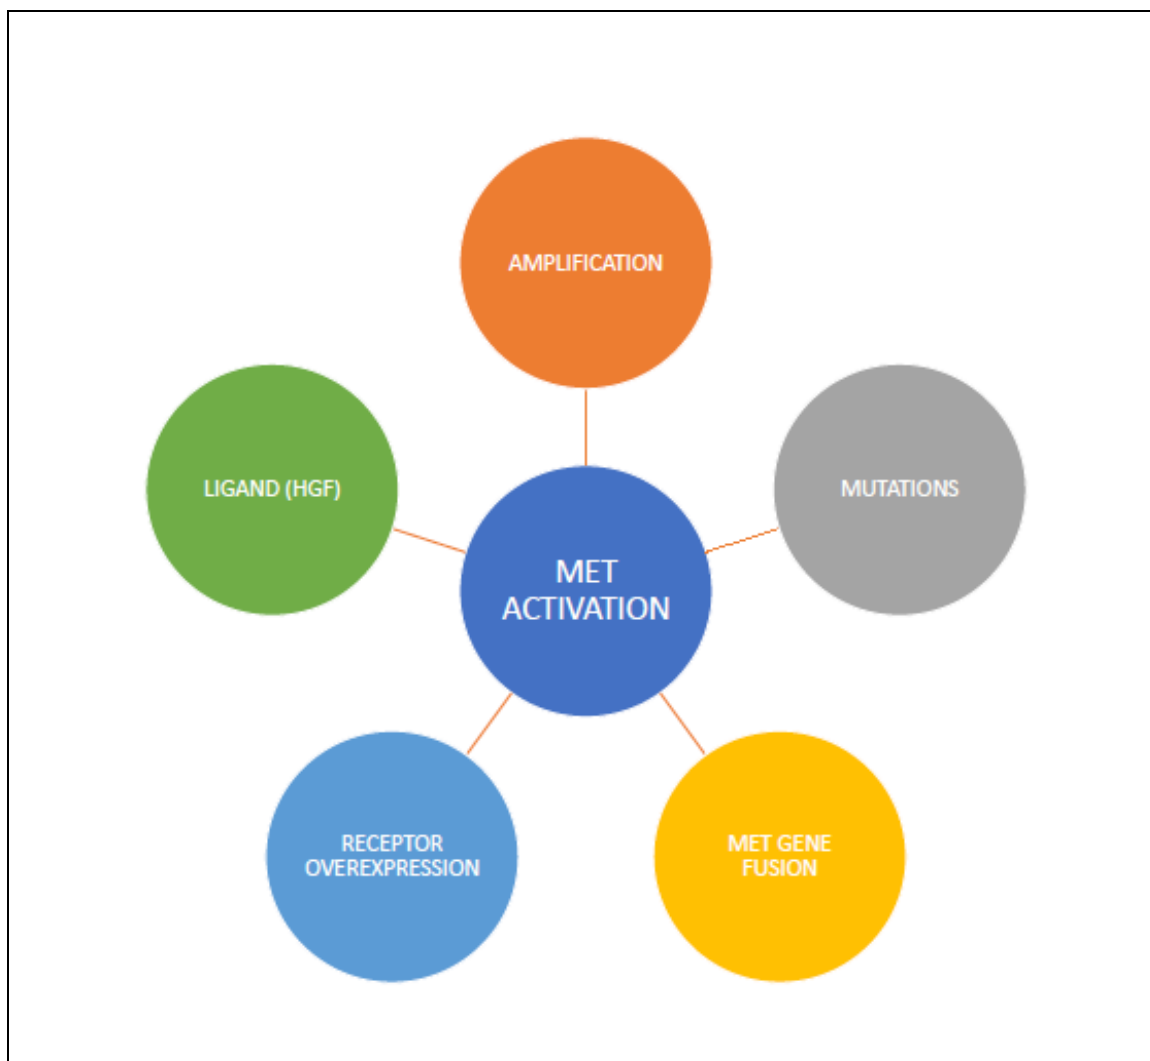 AMPLIFICATION
LIGAND (HGF)
MUTATIONS
MET
ACTIVATION
RECEPTOR
OVEREXPRESSION
MET GENE
FUSION